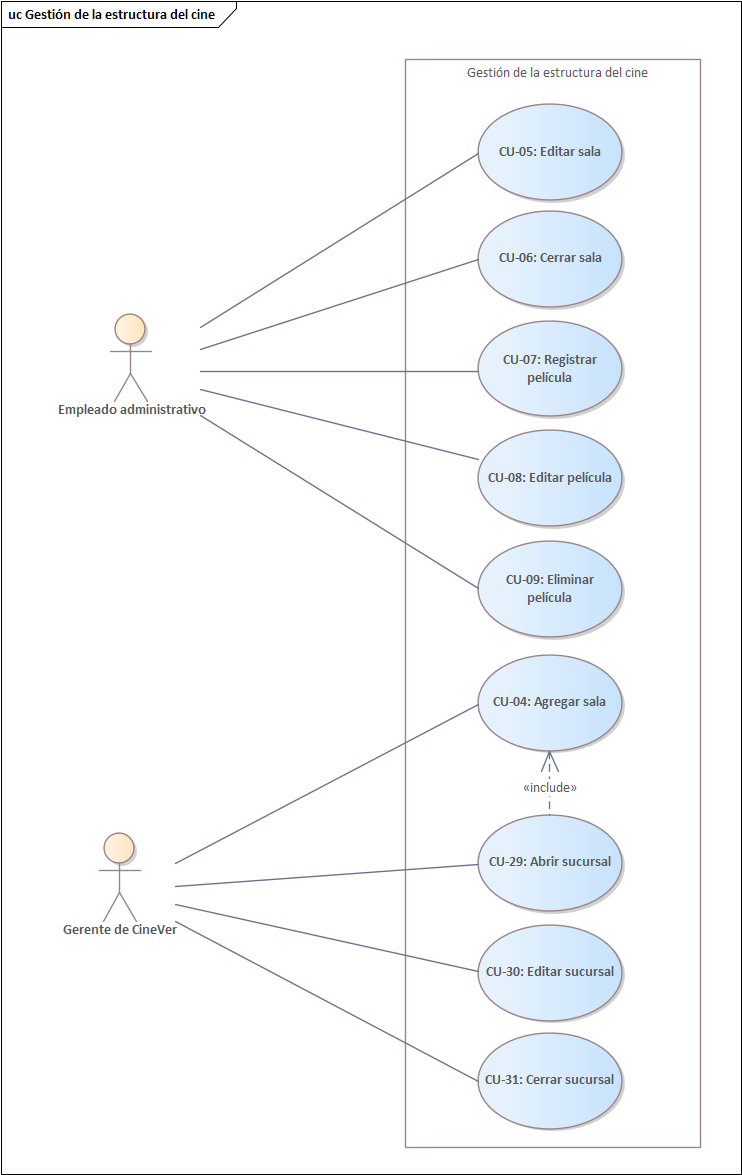 uc Gestión de la estructura del cine
Gestión de la estructura del cine
CU-05: Editar sala
CU-06: Cerrar sala
CU-07: Registrar
película
Empleado administrativo
CU-08: Editar película
CU-09: Eliminar
película
CU-04: Agregar sala
«include»
CU-29: Abrir sucursal
Gerente de CineVer
CU-30: Editar sucursal
CU-31: Cerrar sucursal